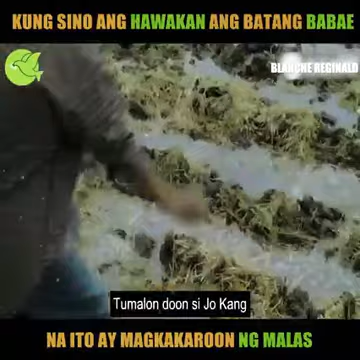 KUNG SINO ANG HAWAKAN ANG BATANG BABAE
BLANCHE REGINALD
Tumalon doon si Jo Kang
NA ITO AY MAGKAKAROON NG MALAS